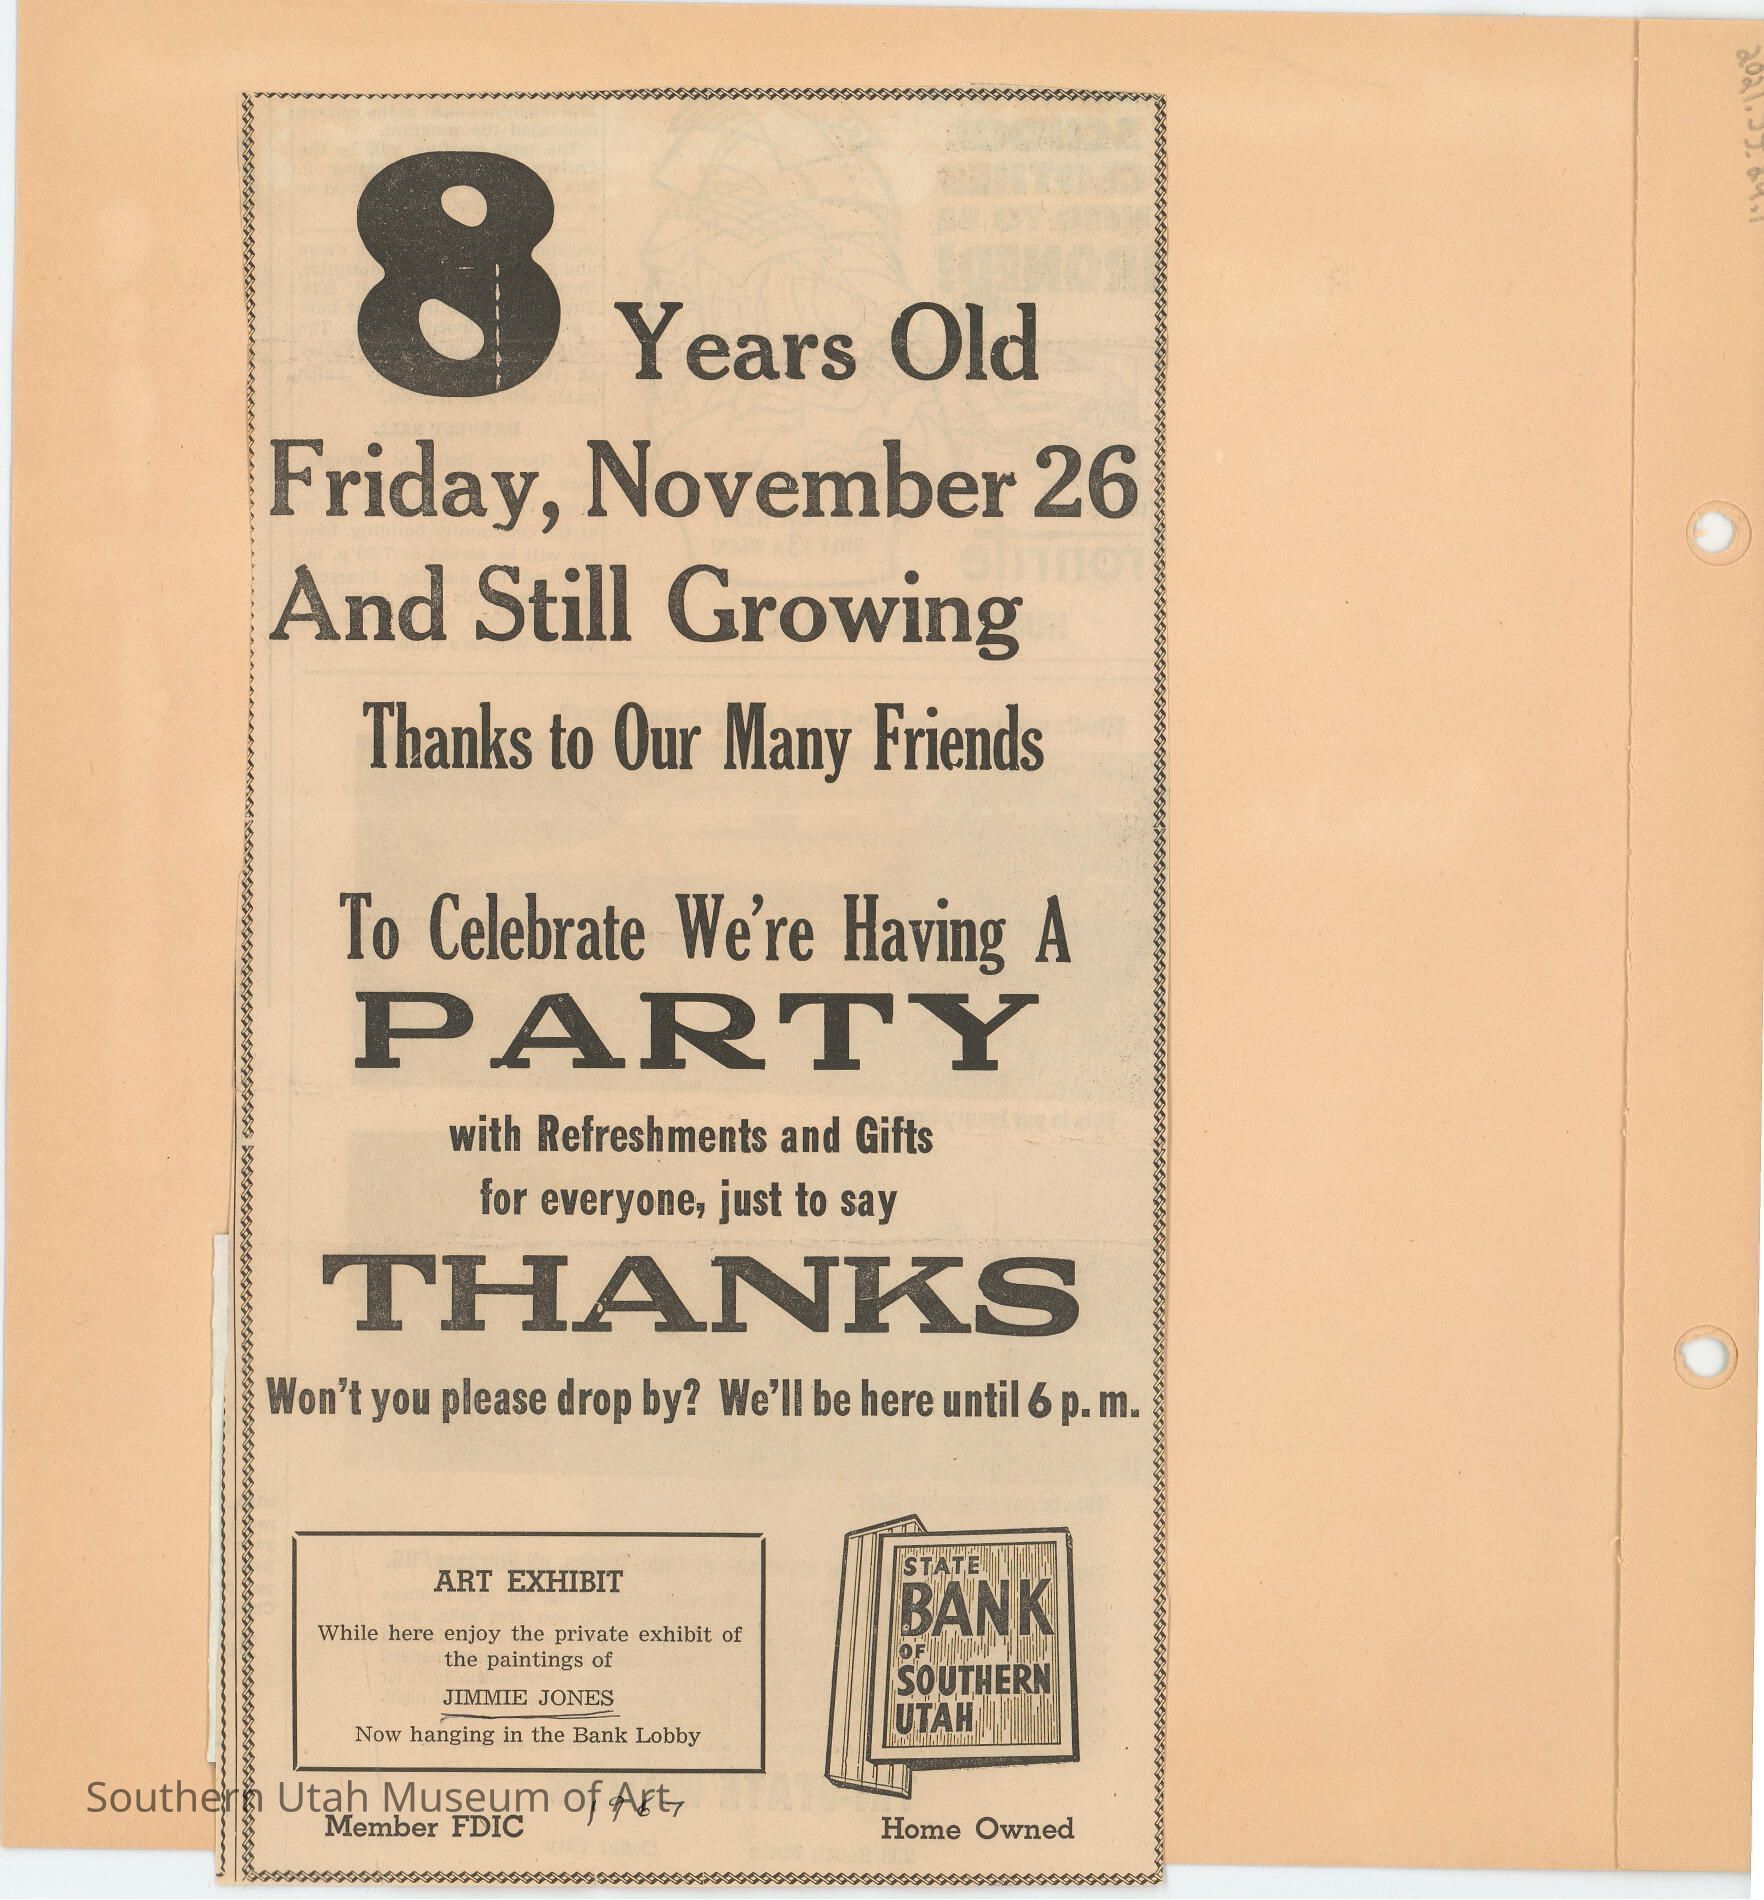 8 Years Old
Friday, November 26
And Still Growing
Thanks to Our Many Friends
To Celebrate We're Having A
PARTY
with Refreshments and Gifts
for everyone, just to say
THANKS
Won't you please drop by? We'll be here until 6 p. m.
ART EXHIBIT
While here enjoy the private exhibit of
the paintings of
JIMMIE JONES
Now hanging in the Bank Lobby
STATE
BANK
OF
SOUTHERN
UTAH
Southern Utah Museum of Art
Member FDIC
Home Owned